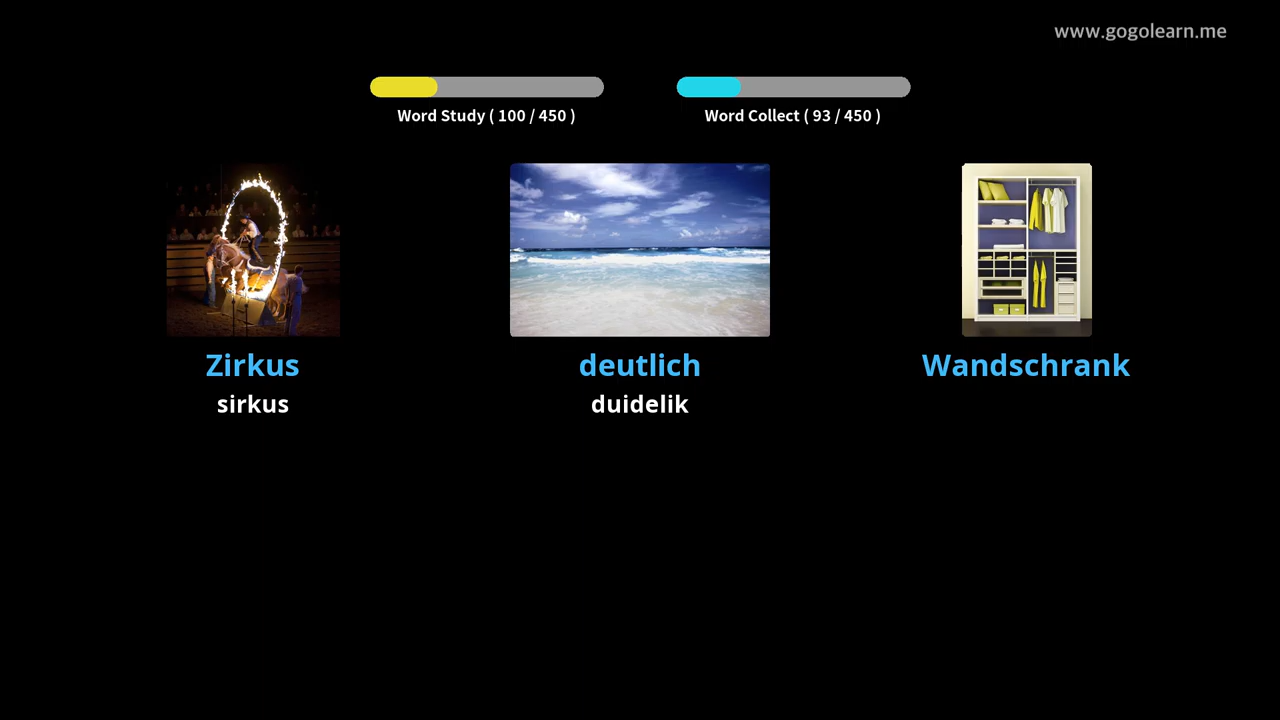 www.gogolearn.me
Word Study ( 100 / 450 )
Word Collect ( 93 / 450 )
Zirkus
deutlich
Wandschrank
sirkus
duidelik